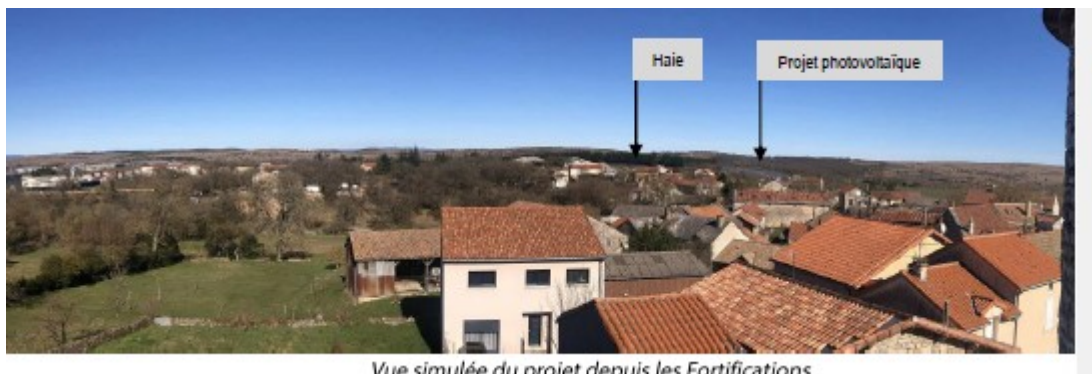 Haie
Projet photovoltaïque
Vue simulée du projet depuis les Fortifications